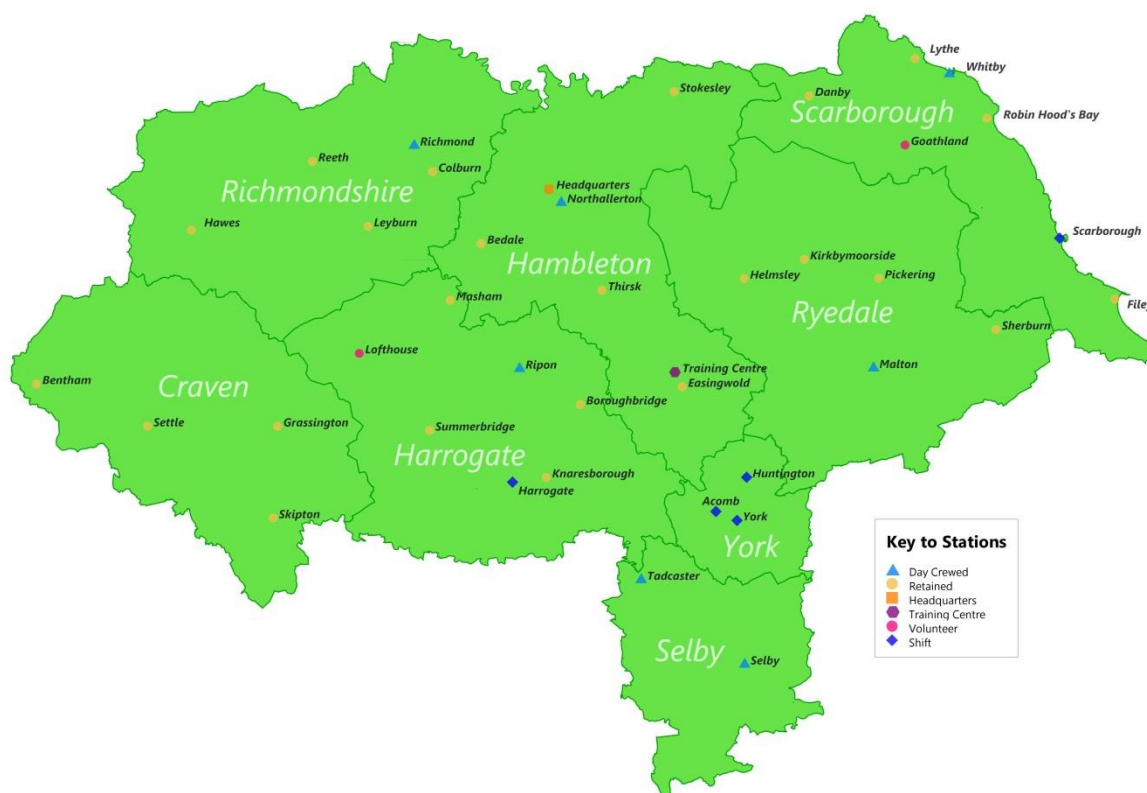 Lythe
Whitby
Stokesley
Danby
Scarborough
Robin Hood's Bay
Richmond
Goathland
Reeth
Colburn
Richmondshire
Headquarters
Northallerton
Hawes
Leyburn
Scarborough
Bedale
Hambleton
Kirkbymoorside
Helmsley
Pickering
Thirsk
Masham
Ryedale
Filey
Sherburn
Lofthouse
Ripon
Malton
Training Centre
Easingwold
Bentham
Craven
Boroughbridge
Settle
Grassington
Summerbridge
Harrogate
Knaresborough
Huntington
Harrogate
Acomb
York
Skipton
York
Tadcaster
Selby
Selby
Key to Stations
Day Crewed
Retained
Headquarters
Training Centre
Volunteer
Shift